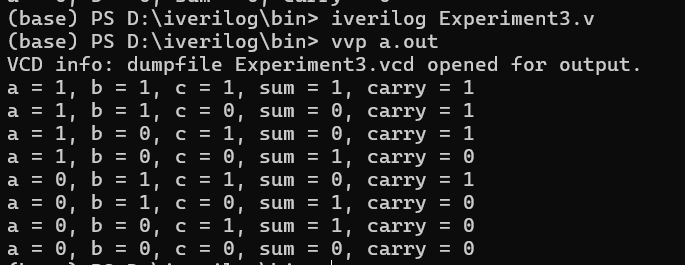 (base) PS D:\iverilog\bin> iverilog Experiment3.v
(base) PS D:\iverilog\bin> vvp a.out
VCD info: dumpfile Experiment3.vcd opened for output.
a = 1, b = 1, c = 1, sum = 1, carry = 1
a = 1, b = 1, c = 0, sum = 0, carry = 1
a = 1, b = 0, c = 1, sum = 0, carry = 1
a = 1, b = 0, c = 0, sum = 1, carry = 0
a = 0, b = 1, c = 1, sum = 0, carry = 1
a = 0, b = 1, c = 0, sum = 1, carry = 0
a = 0, b = 0, c = 1, sum = 1, carry = 0
a = 0, b = 0, c = 0, sum = 0, carry = 0